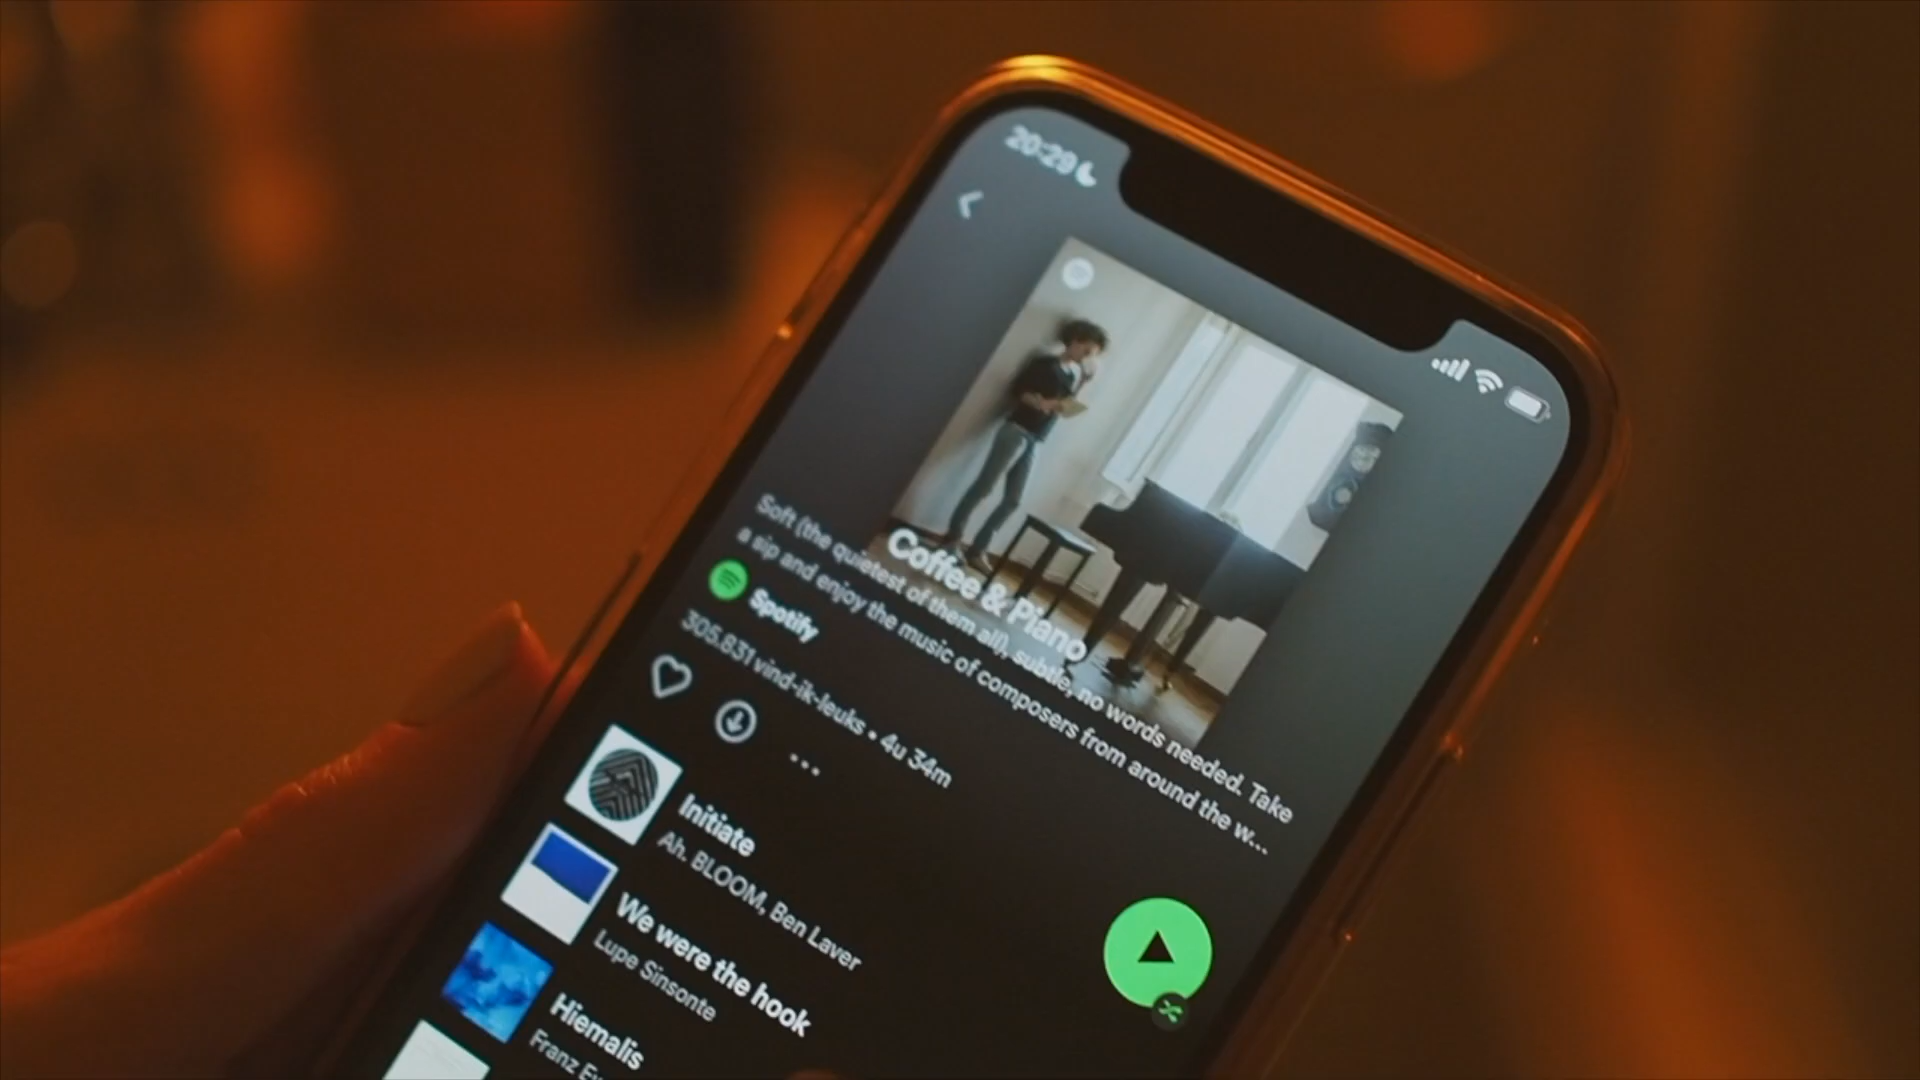 20:29
Coffee & Piano
Soft (the quietest of them all), subtle, no words needed. Take
a sip and enjoy the music of composers from around the w...
Spotify
305.831 vind-ik-leuks • 4u 34m
Initiate
Ah. BLOOM, Ben Laver
We were the hook
Lupe Sinsonte
Hiemalis
Franz